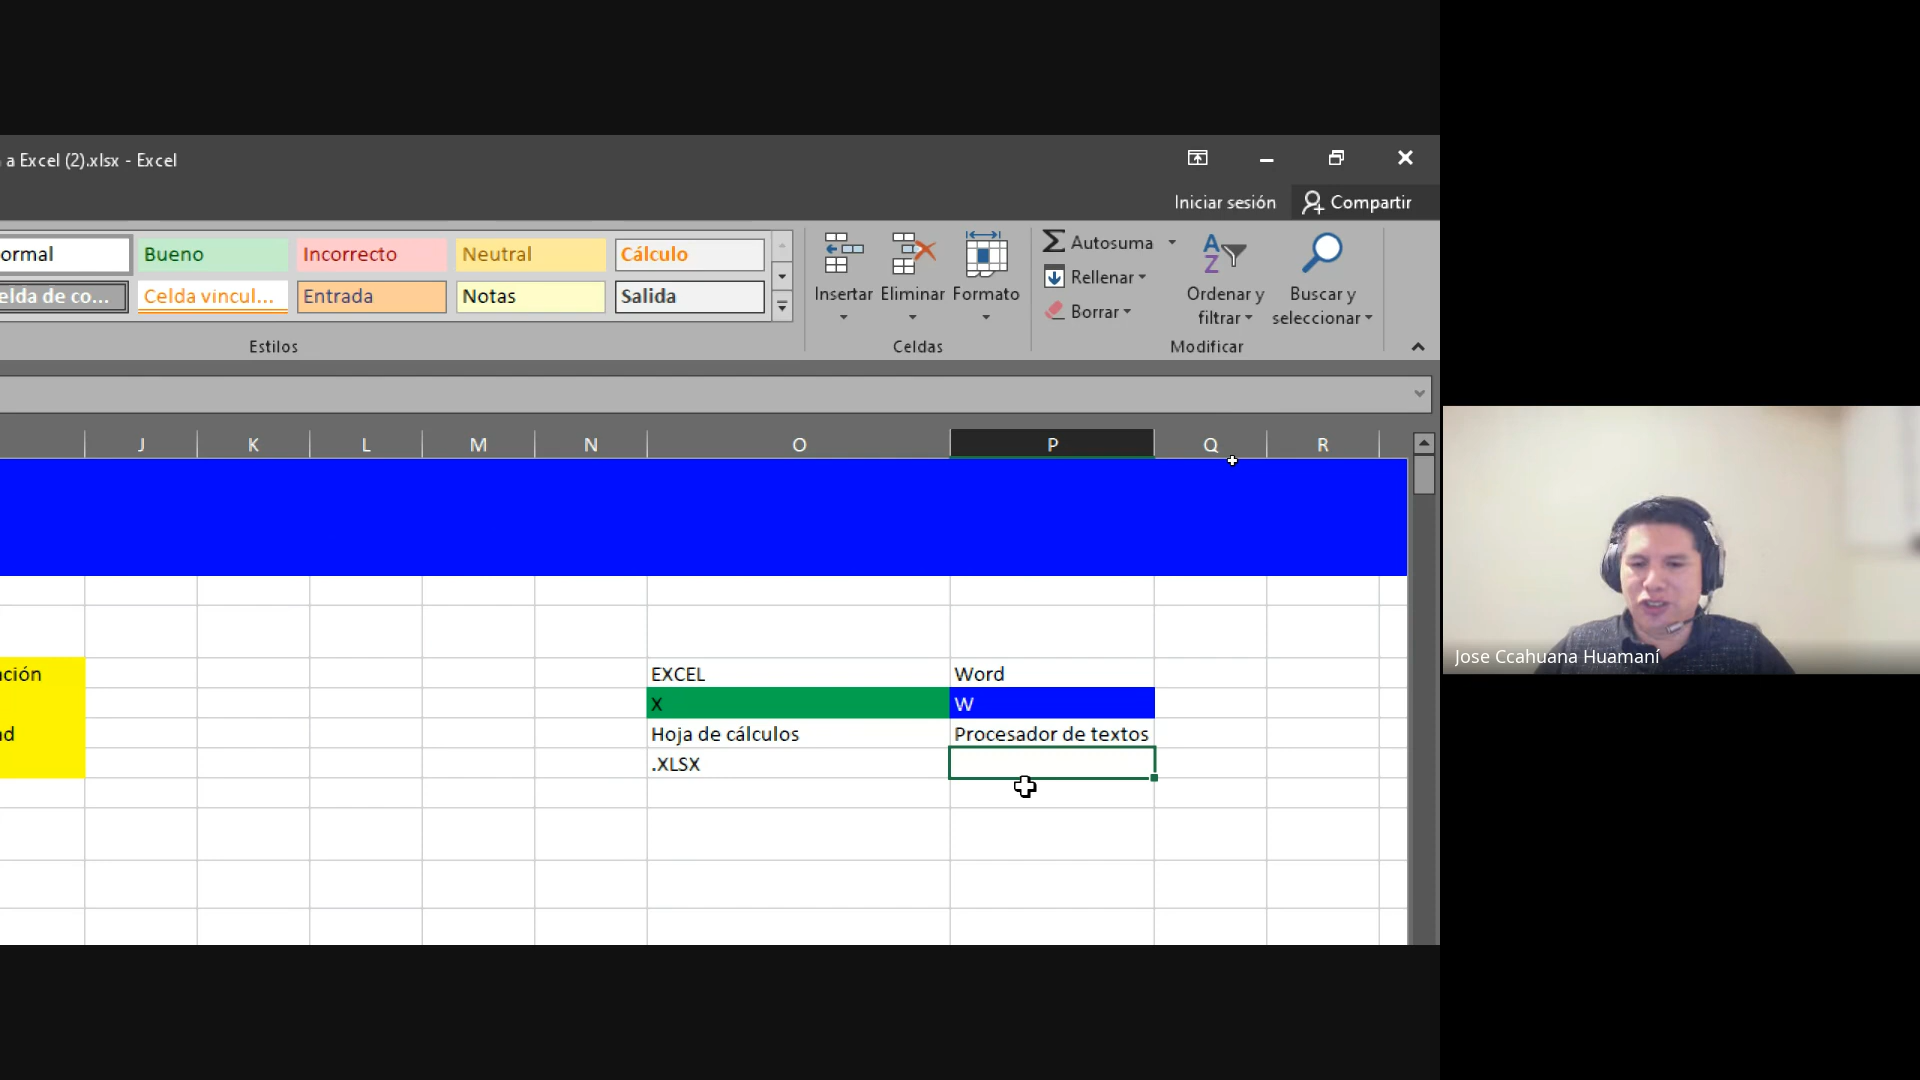 a Excel (2).xlsx - Excel
Iniciar sesión Compartir
ormal Bueno Incorrecto Neutral Cálculo
elda de co... Celda vincul... Entrada Notas Salida
Estilos
Insertar Eliminar Formato
Celdas
Autosuma
Rellenar
Borrar
Ordenar y
filtrar
Buscar y
seleccionar
Modificar
J K L M N O P Q R
ción EXCEL Word
X W
ad Hoja de cálculos Procesador de textos
.XLSX
Jose Ccahuana Huamaní